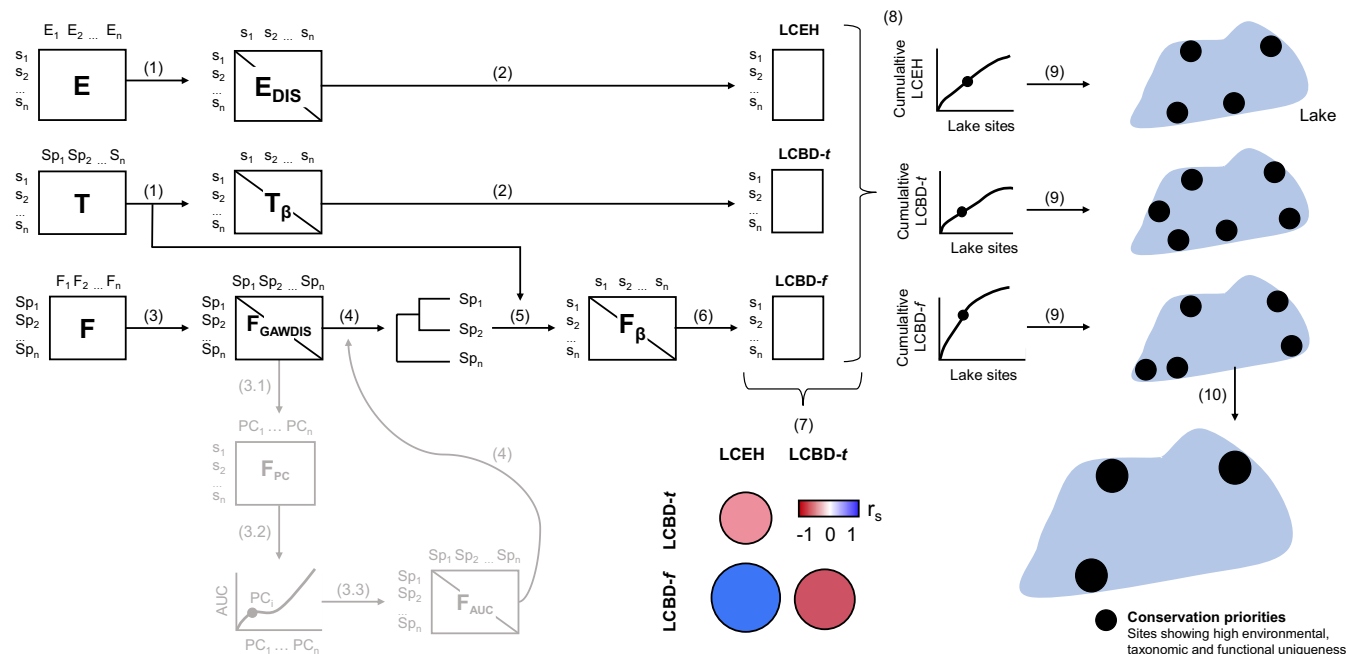 E1 E2 ... En
s1
s2
...
sn
E
(1)
s1 s2 ... sn
s1
s2
...
sn
EDIS
(2)
LCEH
s1
s2
...
sn
(8)
Cumulaltive
LCEH
Lake sites
(9)
Lake
Sp1 Sp2 ... Sn
s1
s2
...
sn
T
(1)
s1 s2 ... sn
s1
s2
...
sn
Tβ
(2)
LCBD-t
s1
s2
...
sn
Cumulaltive
LCBD-t
Lake sites
(9)
F1 F2 ... Fn
Sp1
Sp2
...
Spn
F
(3)
Sp1 Sp2 ... Spn
Sp1
Sp2
...
Spn
FGAWDIS
(4)
Sp1
Sp2
Spn
(5)
s1 s2 ... sn
s1
s2
...
sn
Fβ
(6)
LCBD-f
s1
s2
...
sn
Cumulaltive
LCBD-f
Lake sites
(9)
(10)
(3.1)
PC1 ... PCn
s1
s2
...
sn
FPC
(3.2)
AUC
PCi
PC1 ... PCn
(3.3)
Sp1 Sp2 ... Spn
Sp1
Sp2
...
Spn
FAUC
(4)
(7)
LCEH LCBD-t
LCBD-t
LCBD-f
rs
-1 0 1
Conservation priorities
Sites showing high environmental,
taxonomic and functional uniqueness